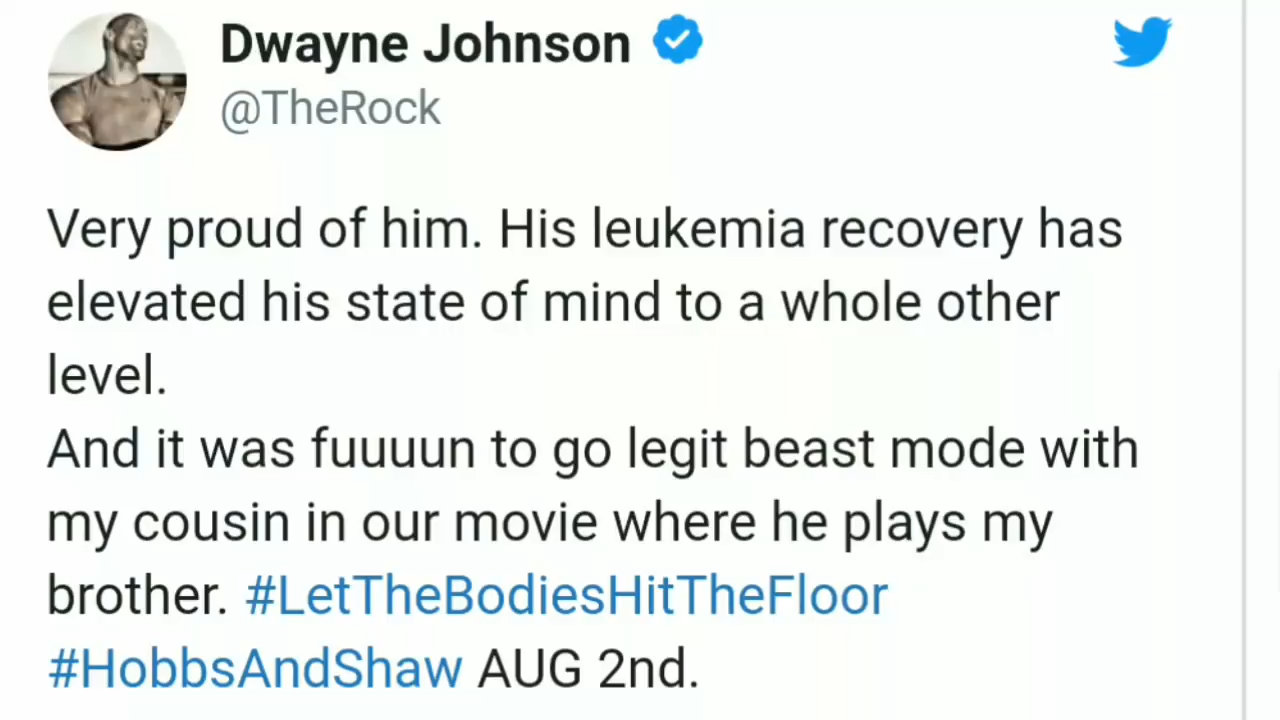 Dwayne Johnson
@TheRock
Very proud of him. His leukemia recovery has
elevated his state of mind to a whole other
level.
And it was fuuuun to go legit beast mode with
my cousin in our movie where he plays my
brother. #LetTheBodiesHitTheFloor
#HobbsAndShaw AUG 2nd.